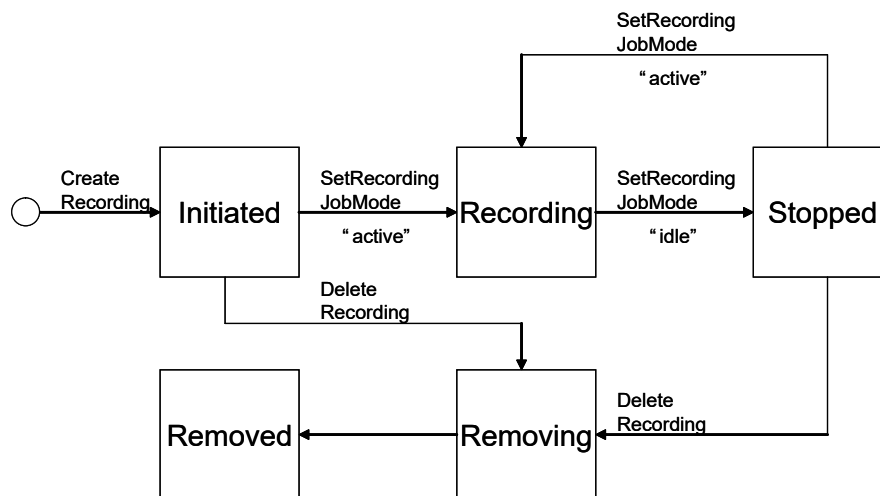 SetRecording
JobMode
“active”
Create
Recording
Initiated
SetRecording
JobMode
“active”
Recording
SetRecording
JobMode
“idle”
Stopped
Delete
Recording
Removed
Removing
Delete
Recording